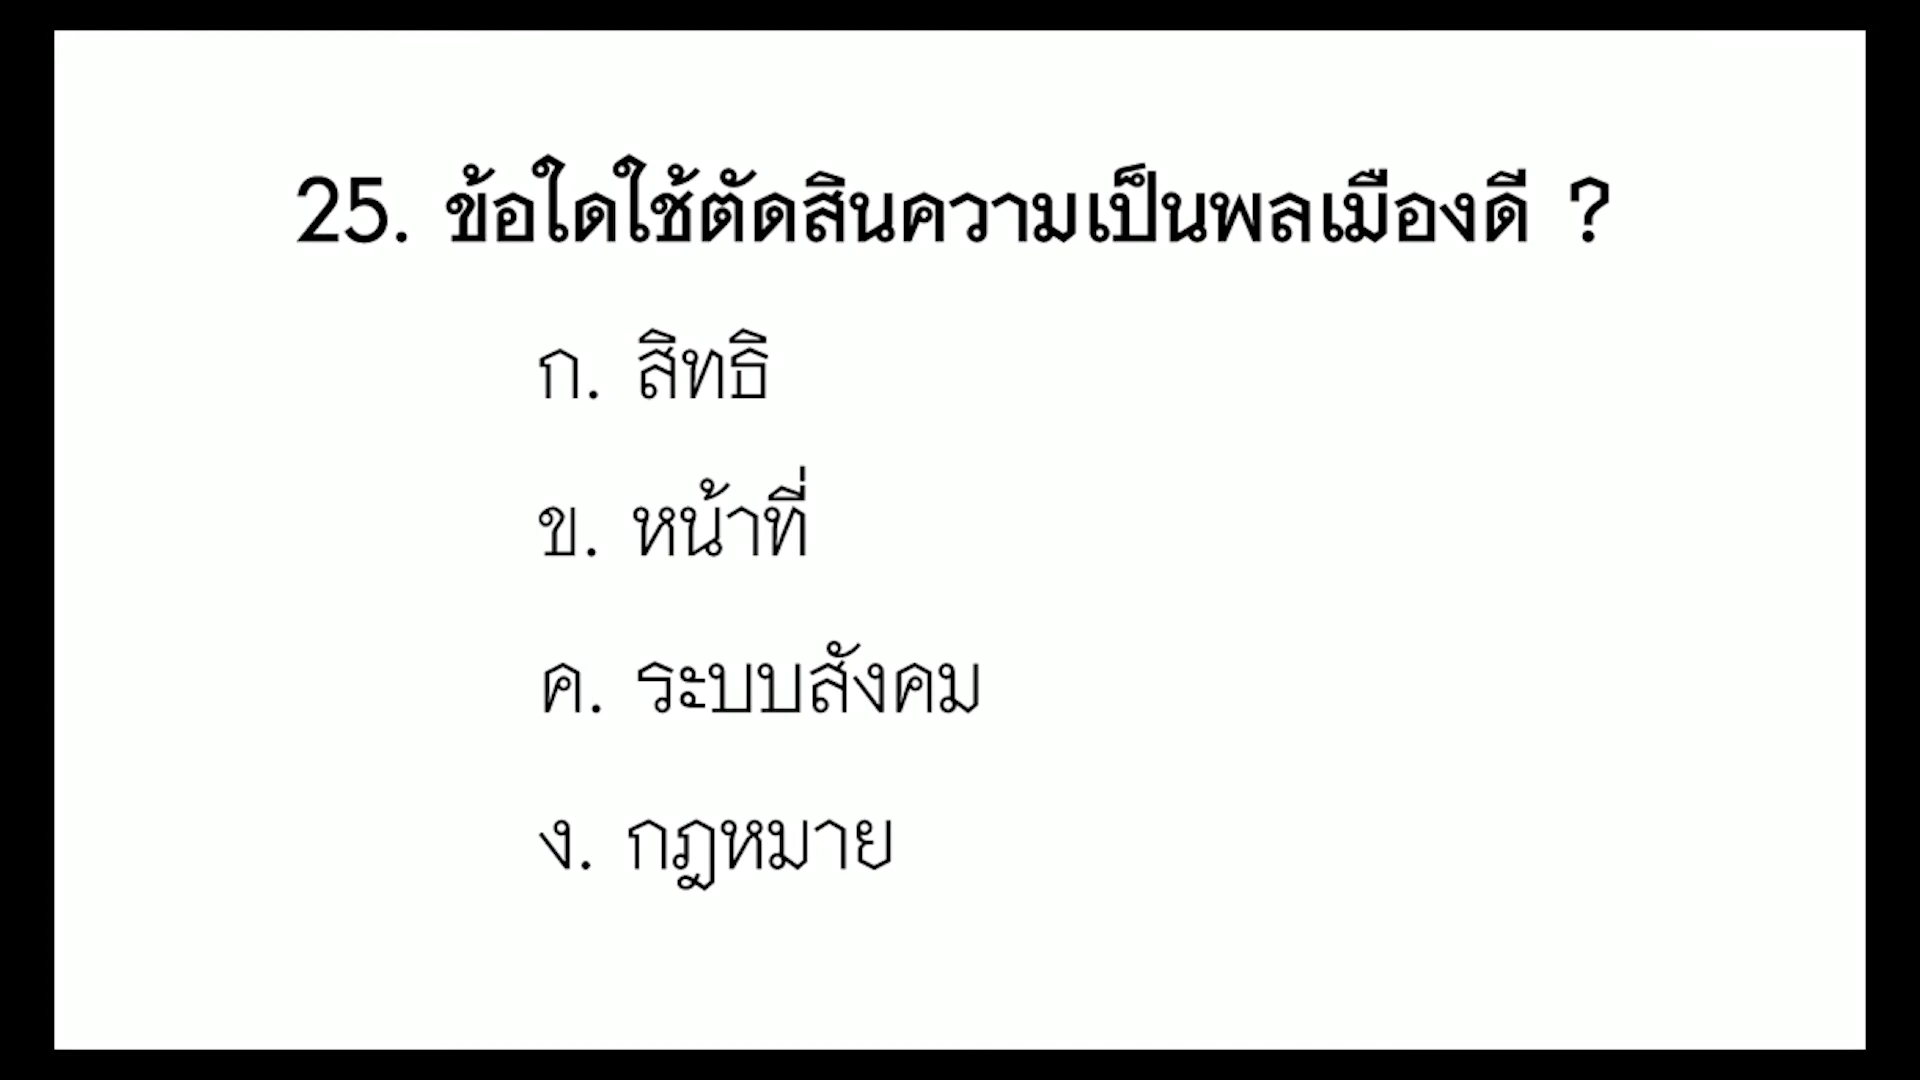 25. ข้อใดใช้ตัดสินความเป็นพลเมืองดี ?
ก. สิทธิ
ข. หน้าที่
ค. ระบบสังคม
ง. กฎหมาย